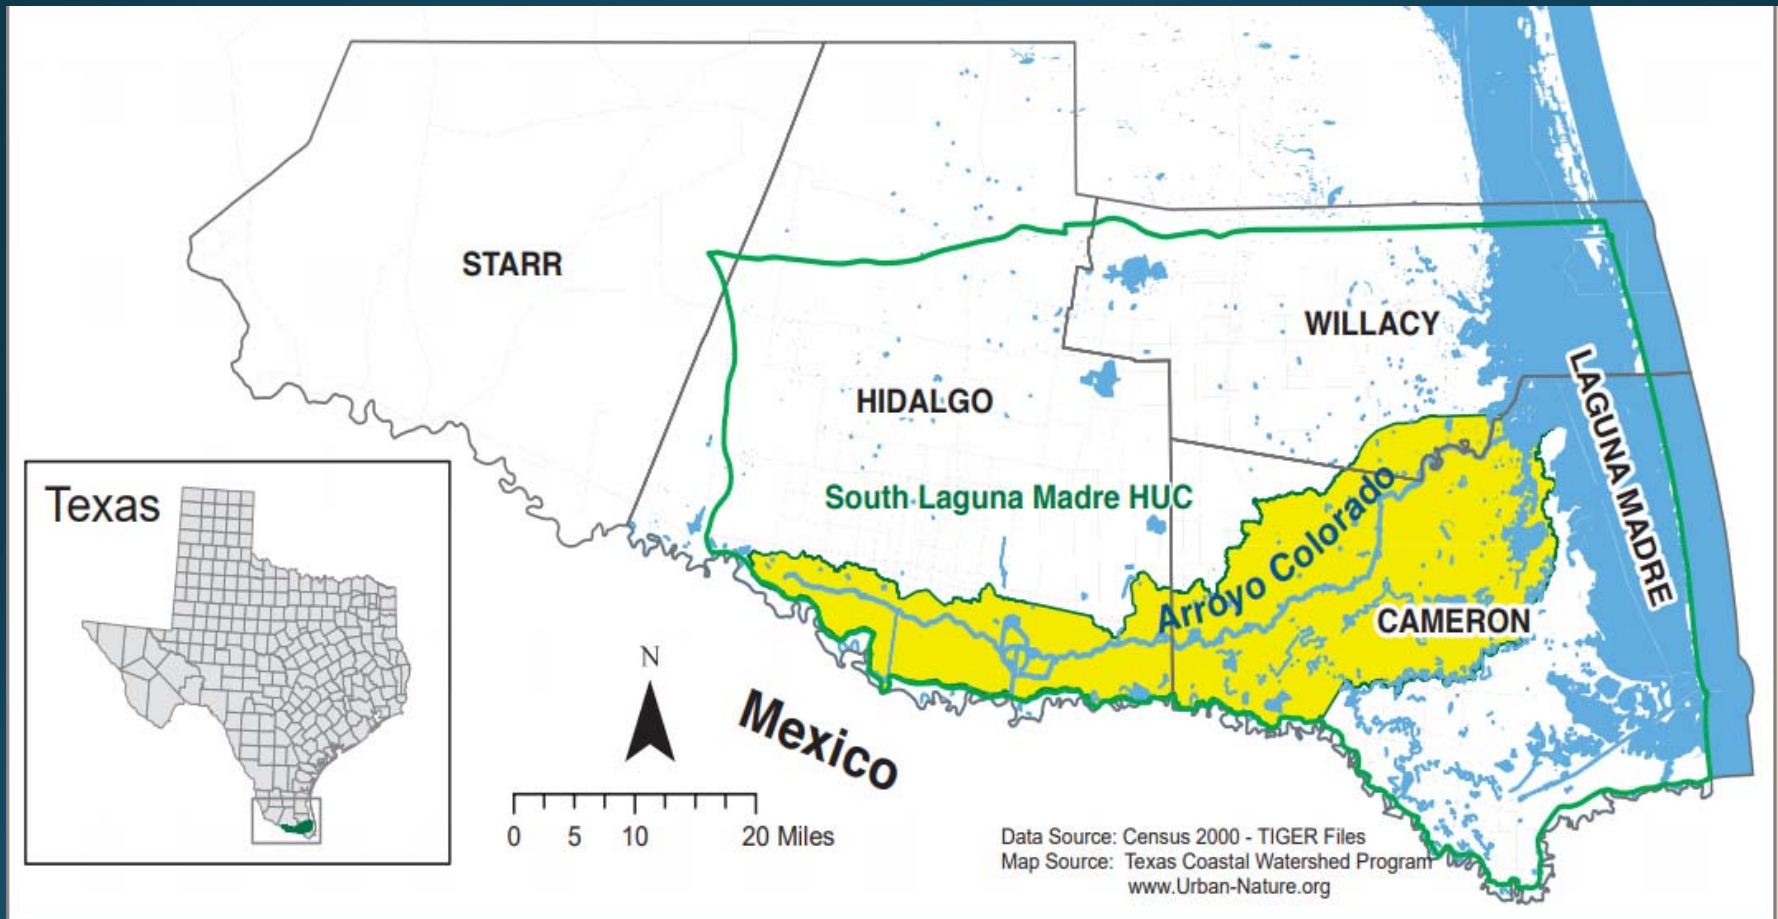 STARR
WILLACY
HIDALGO
LAGUNA MADRE
South Laguna Madre HUC
Arroyo Colorado
CAMERON
Texas
N
Mexico
0 5 10 20 Miles
Data Source: Census 2000 - TIGER Files
Map Source: Texas Coastal Watershed Program
www.Urban-Nature.org